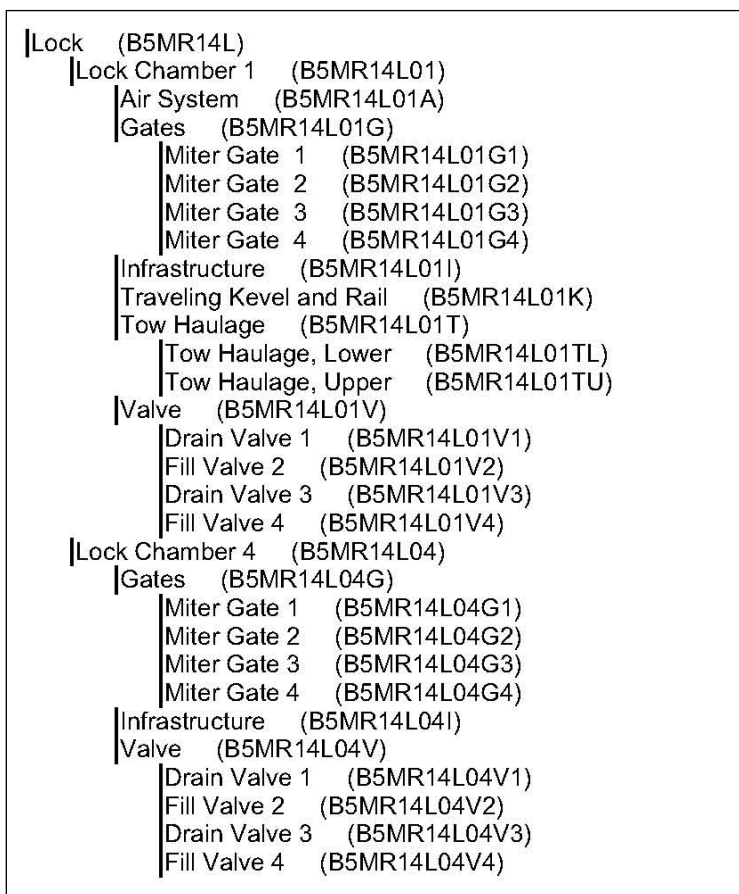 Lock (B5MR14L)
Lock Chamber 1 (B5MR14L01)
Air System (B5MR14L01A)
Gates (B5MR14L01G)
Miter Gate 1 (B5MR14L01G1)
Miter Gate 2 (B5MR14L01G2)
Miter Gate 3 (B5MR14L01G3)
Miter Gate 4 (B5MR14L01G4)
Infrastructure (B5MR14L01I)
Traveling Kevel and Rail (B5MR14L01K)
Tow Haulage (B5MR14L01T)
Tow Haulage, Lower (B5MR14L01TL)
Tow Haulage, Upper (B5MR14L01TU)
Valve (B5MR14L01V)
Drain Valve 1 (B5MR14L01V1)
Fill Valve 2 (B5MR14L01V2)
Drain Valve 3 (B5MR14L01V3)
Fill Valve 4 (B5MR14L01V4)
Lock Chamber 4 (B5MR14L04)
Gates (B5MR14L04G)
Miter Gate 1 (B5MR14L04G1)
Miter Gate 2 (B5MR14L04G2)
Miter Gate 3 (B5MR14L04G3)
Miter Gate 4 (B5MR14L04G4)
Infrastructure (B5MR14L04I)
Valve (B5MR14L04V)
Drain Valve 1 (B5MR14L04V1)
Fill Valve 2 (B5MR14L04V2)
Drain Valve 3 (B5MR14L04V3)
Fill Valve 4 (B5MR14L04V4)